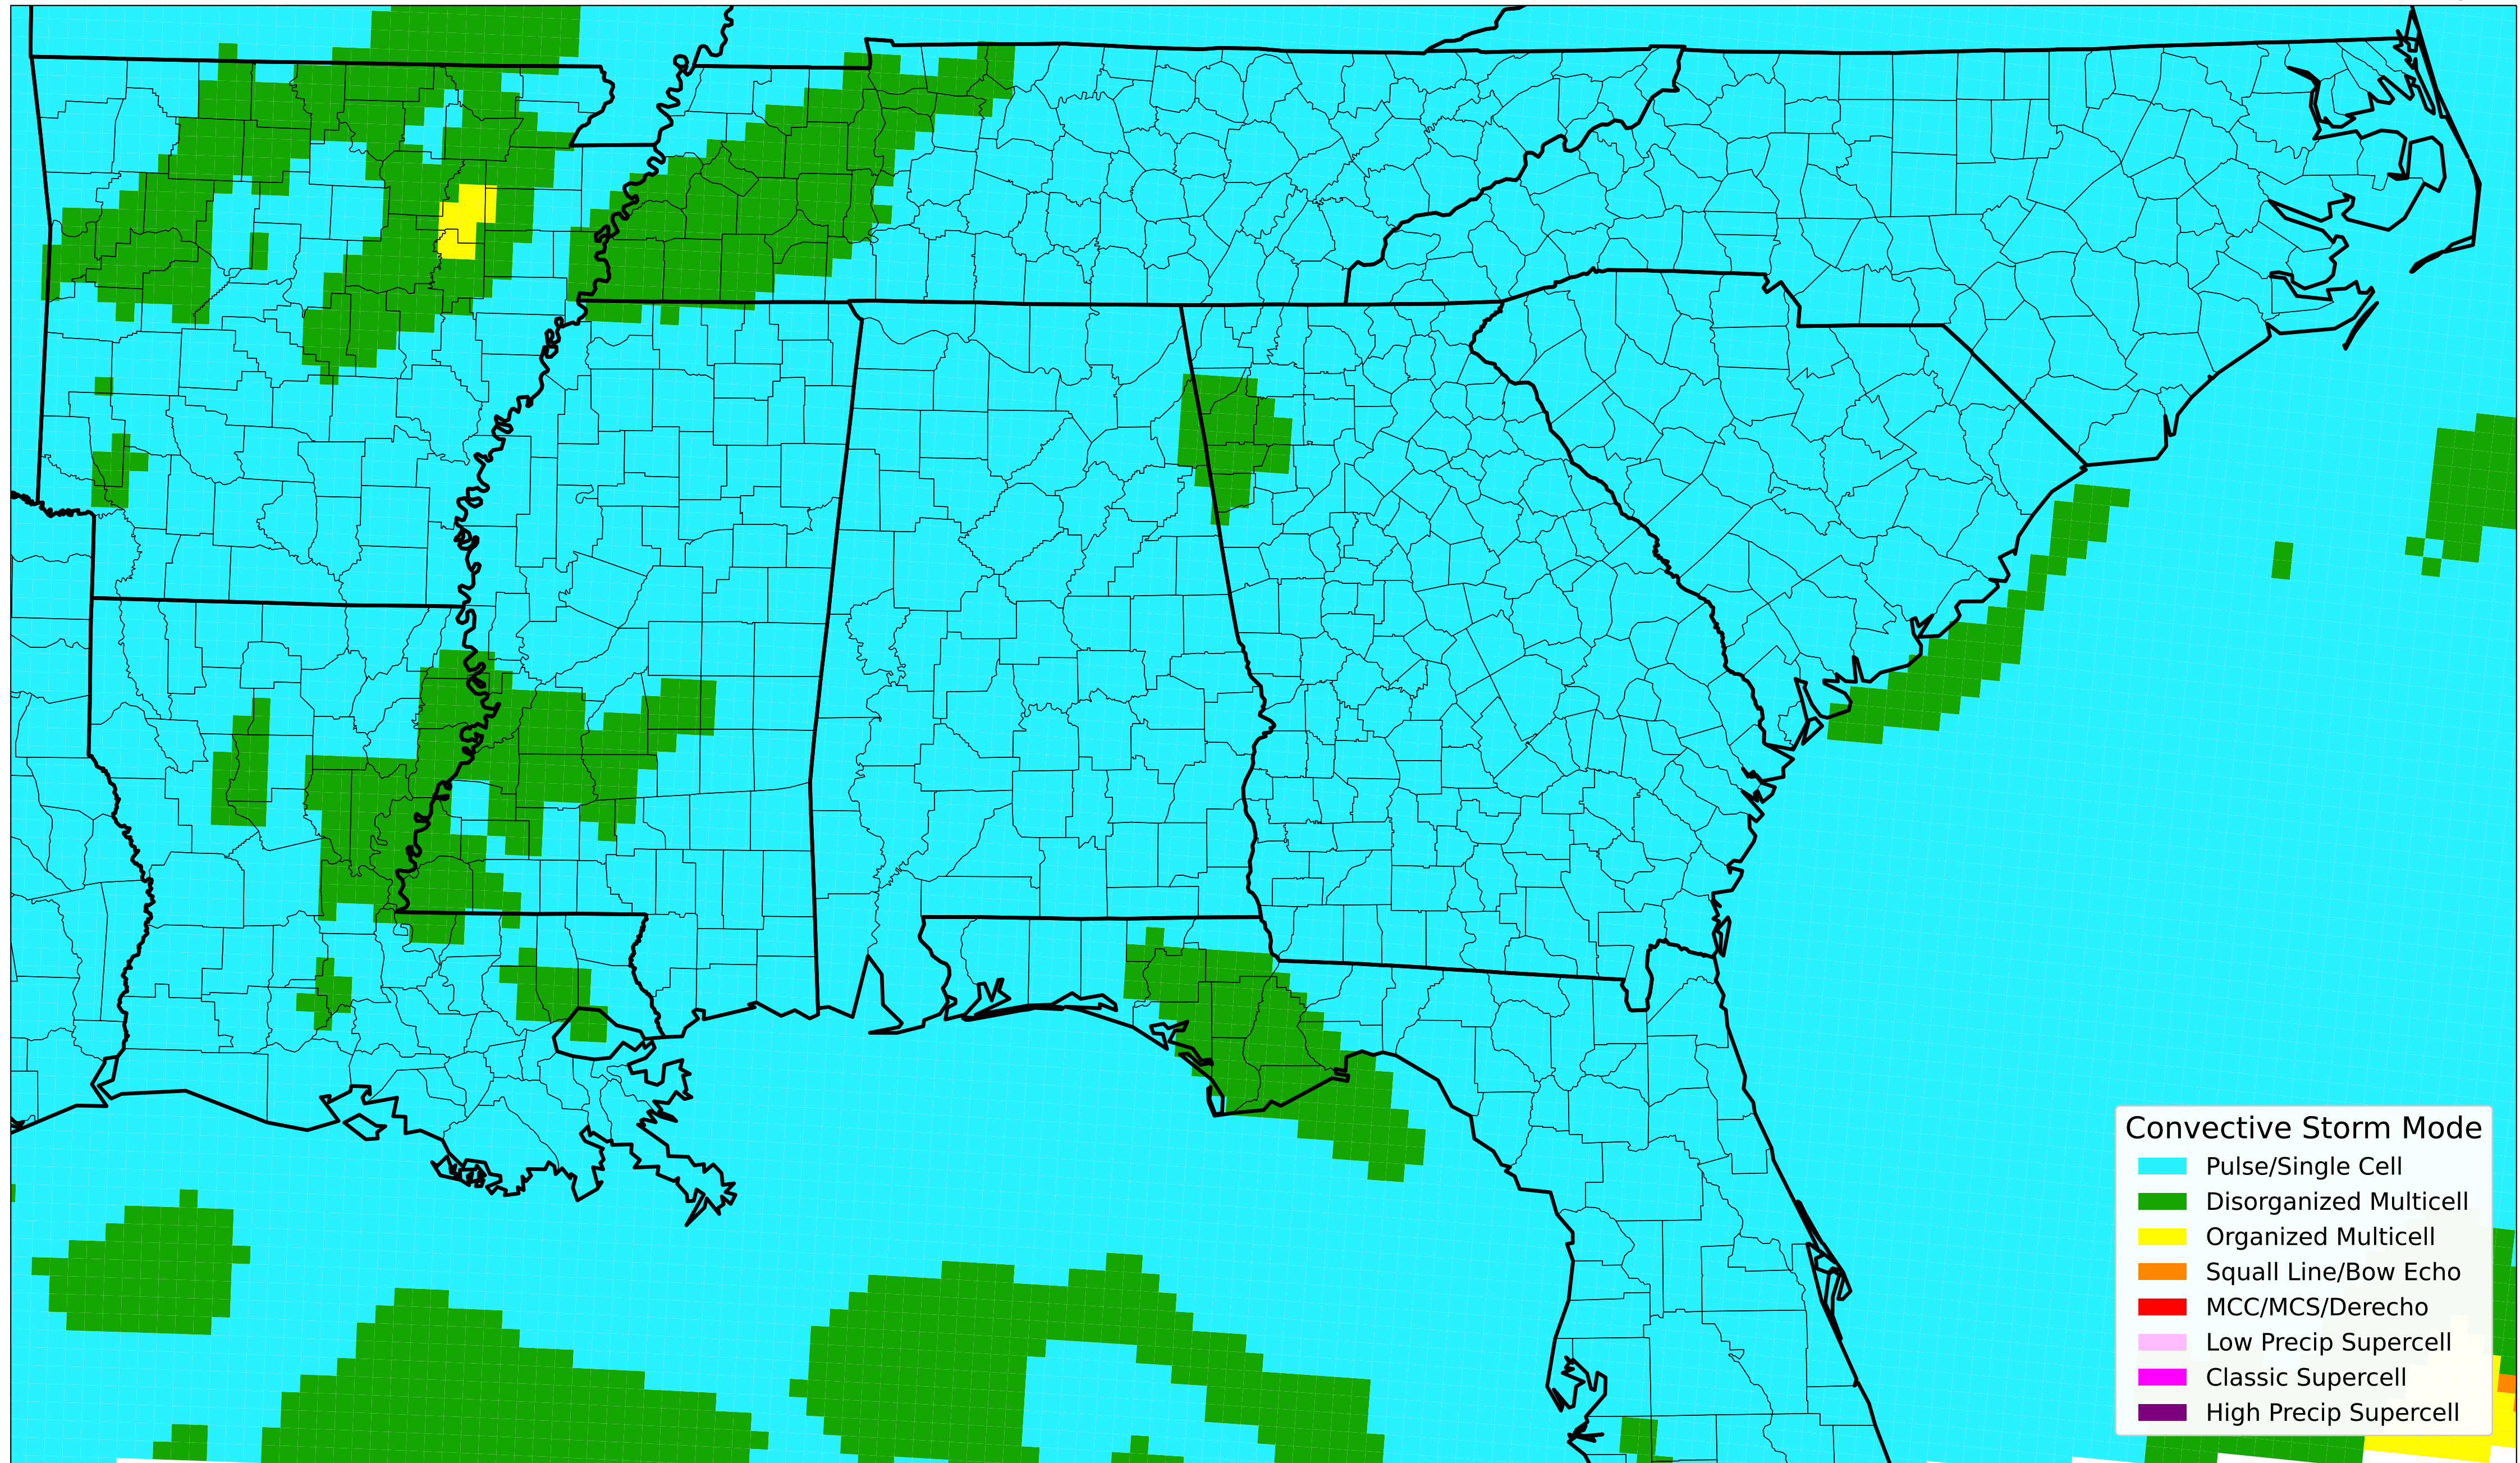 Convective Storm Mode
Pulse/Single Cell
Disorganized Multicell
Organized Multicell
Squall Line/Bow Echo
MCC/MCS/Derecho
Low Precip Supercell
Classic Supercell
High Precip Supercell